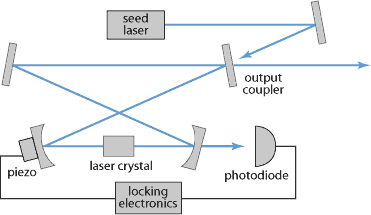 seed
laser
output
coupler
laser crystal
piezo
photodiode
locking
electronics